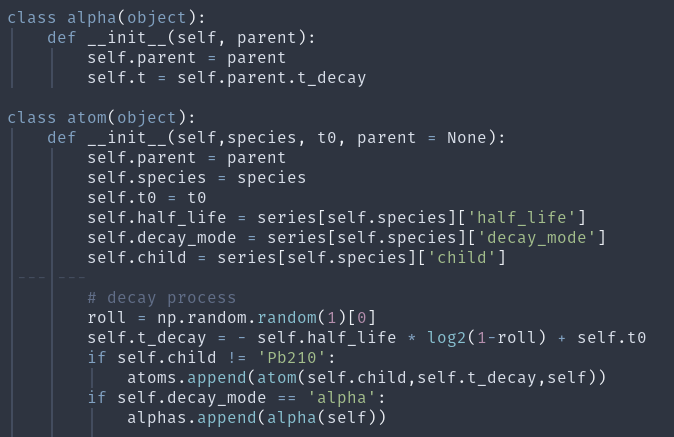 class alpha(object):
    def __init__(self, parent):
        self.parent = parent
        self.t = self.parent.t_decay

class atom(object):
    def __init__(self,species, t0, parent = None):
        self.parent = parent
        self.species = species
        self.t0 = t0
        self.half_life = series[self.species]['half_life']
        self.decay_mode = series[self.species]['decay_mode']
        self.child = series[self.species]['child']
        # decay process
        roll = np.random.random(1)[0]
        self.t_decay = - self.half_life * log2(1-roll) + self.t0
        if self.child != 'Pb210':
            atoms.append(atom(self.child,self.t_decay,self))
        if self.decay_mode == 'alpha':
            alphas.append(alpha(self))